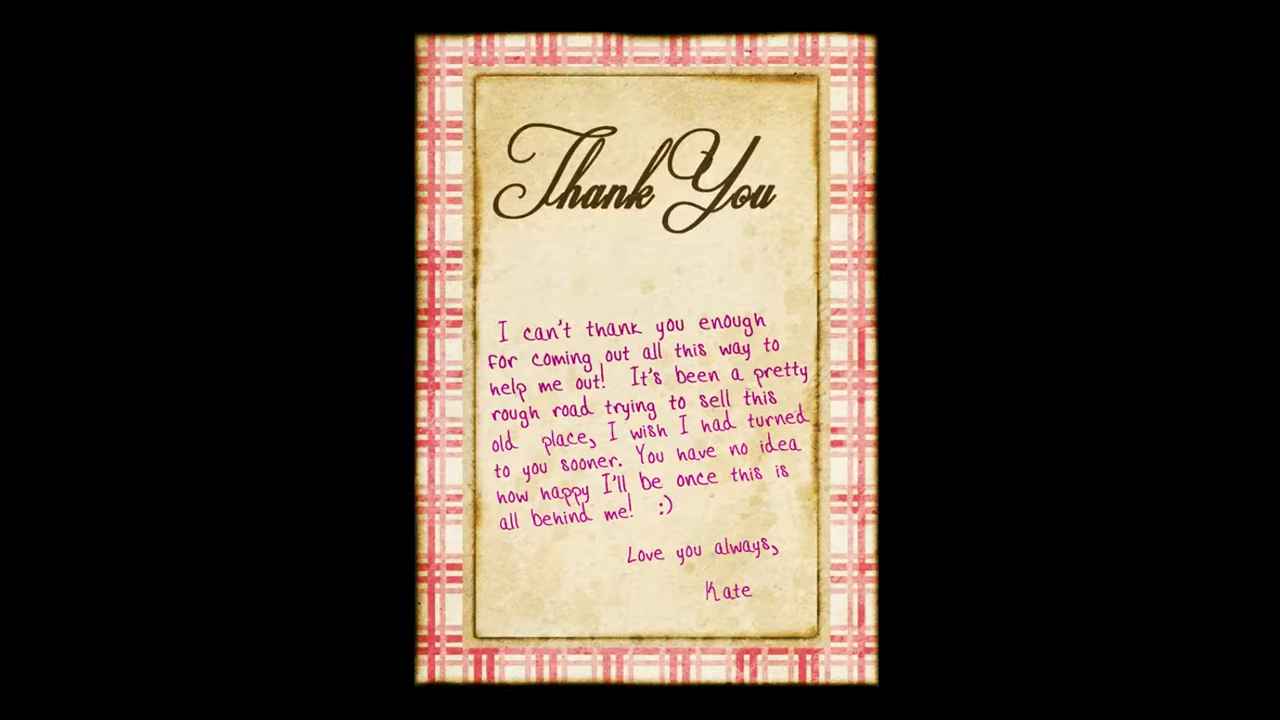 Thank You
I can't thank you enough
for coming out all this way to
help me out! It's been a pretty
rough road trying to sell this
old place, I wish I had turned
to you sooner. You have no idea
how happy I'll be once this is
all behind me! :)
Love you always,
Kate